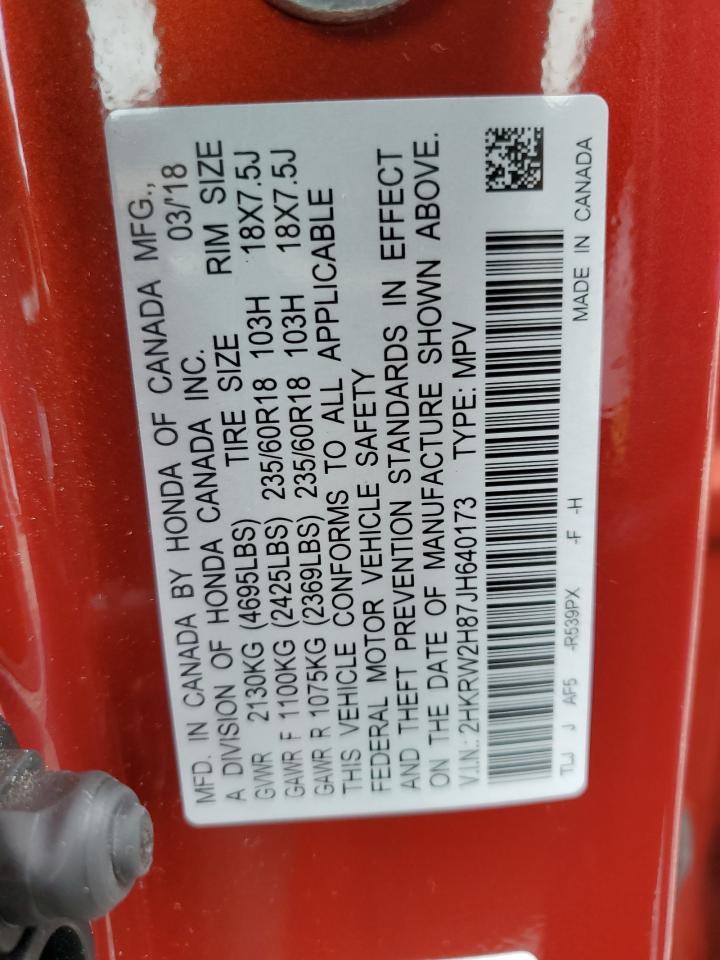 MFD. IN CANADA BY HONDA OF CANADA MFG.,
A DIVISION OF HONDA CANADA INC. 03/'18
GVWR 2130KG (4695LBS) TIRE SIZE RIM SIZE
GAWR F 1100KG (2425LBS) 235/60R18 103H 18X7.5J
GAWR R 1075KG (2369LBS) 235/60R18 103H 18X7.5J
THIS VEHICLE CONFORMS TO ALL APPLICABLE
FEDERAL MOTOR VEHICLE SAFETY
AND THEFT PREVENTION STANDARDS IN EFFECT
ON THE DATE OF MANUFACTURE SHOWN ABOVE.
V.I.N.: 2HKRW2H87JH640173 TYPE: MPV
TLJ J AF5 -R539PX -F -H MADE IN CANADA